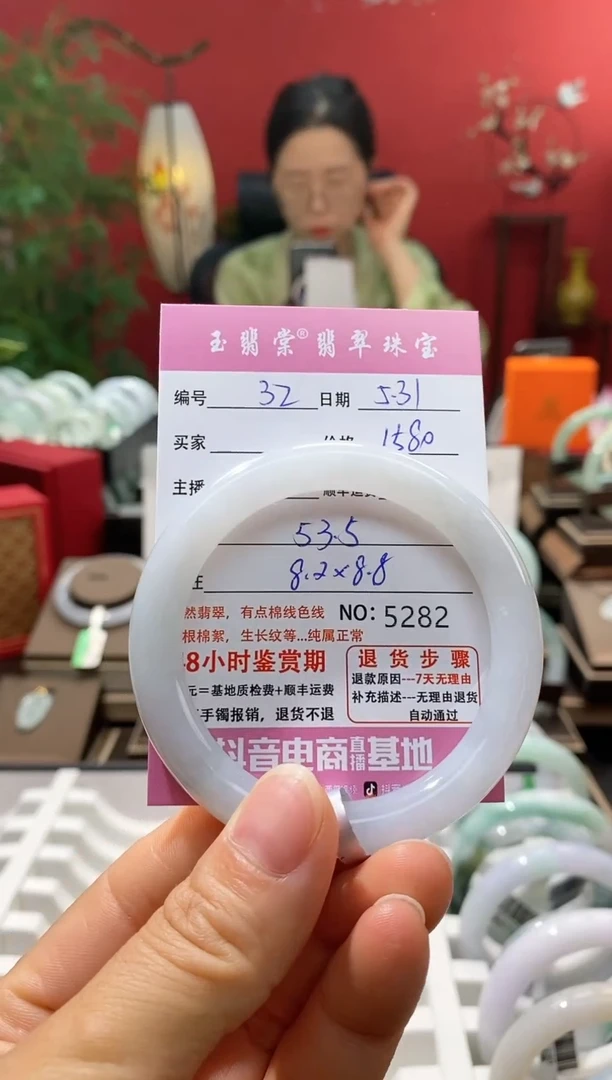 玉翡棠®翡翠珠宝
编号 32 日期 5.31
买家 价格 1580
主播
53.5
8.2×8.8
然翡翠，有点棉线色线 NO: 5282
根棉絮，生长纹等...纯属正常
8小时鉴赏期
元=基地质检费+顺丰运费
手镯报销，退货不退
退货步骤
退款原因---7天无理由
补充描述---无理由退货
自动通过
抖音电商直播基地